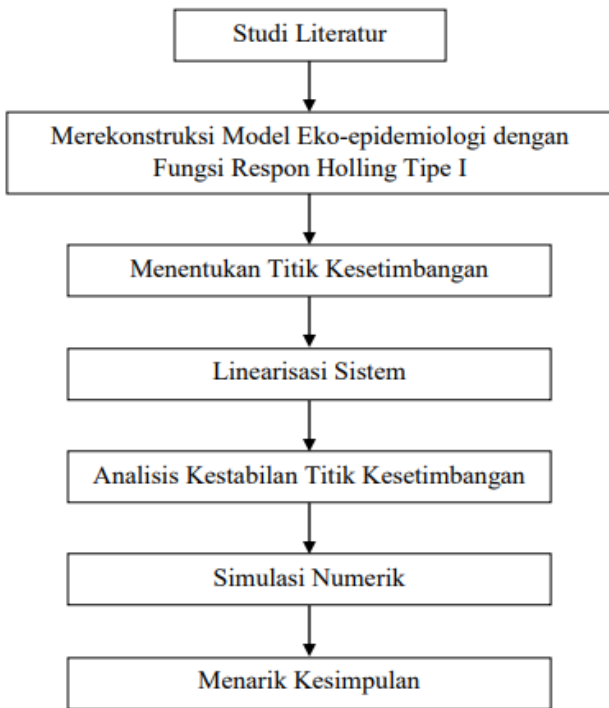 Studi Literatur
Merekonstruksi Model Eko-epidemiologi dengan
Fungsi Respon Holling Tipe I
Menentukan Titik Kesetimbangan
Linearisasi Sistem
Analisis Kestabilan Titik Kesetimbangan
Simulasi Numerik
Menarik Kesimpulan